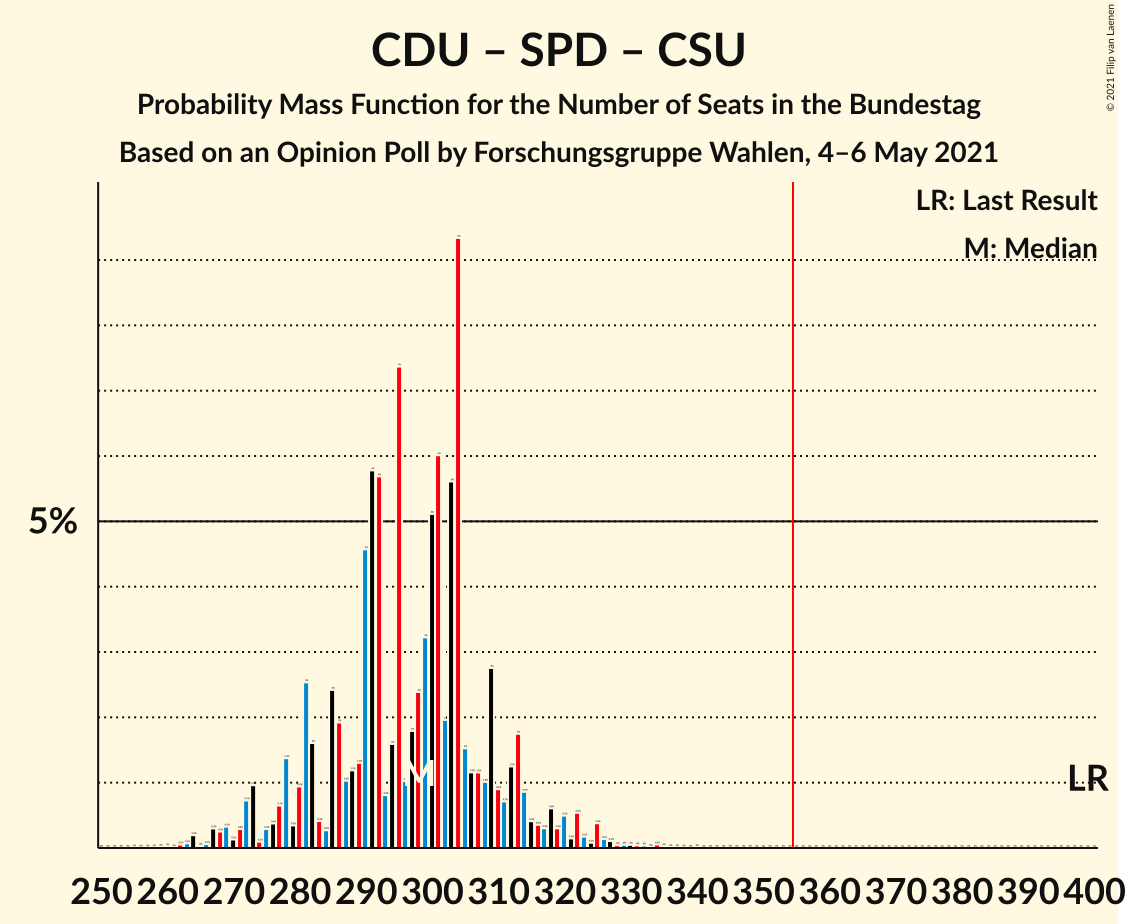 CDU – SPD – CSU
Probability Mass Function for the Number of Seats in the Bundestag
Based on an Opinion Poll by Forschungsgruppe Wahlen, 4–6 May 2021
© 2021 Filip van Laenen
LR: Last Result
M: Median
5%
M
LR
250 260 270 280 290 300 310 320 330 340 350 360 370 380 390 400